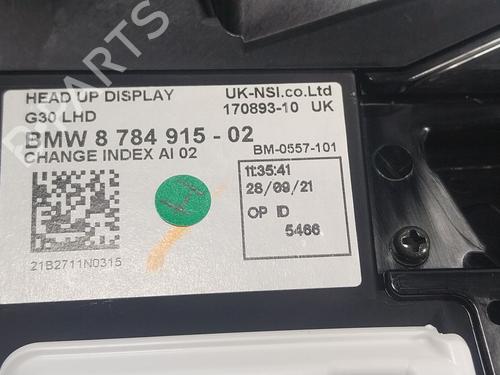 HEAD UP DISPLAY
UK-NSI.co.Ltd
G30 LHD
170893-10 UK
BMW 8 784 915 - 02
CHANGE INDEX AI 02
BM-0557-101
11:35:41
28/09/21
OP ID
5466
21B2711N0315
H
PARTS